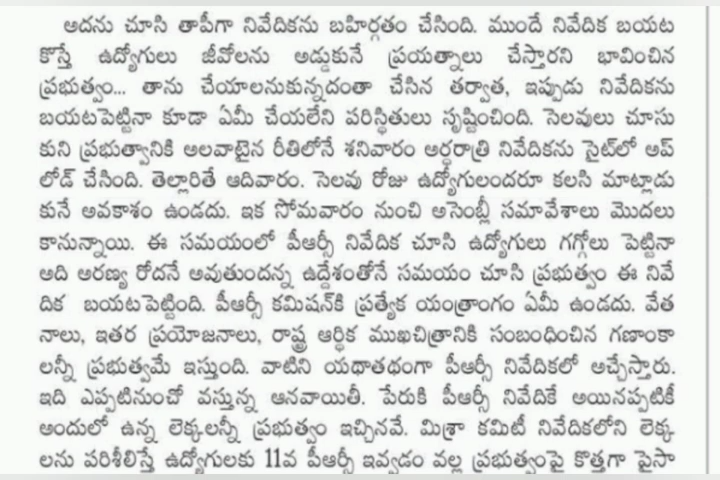 అదను చూసి తాపీగా నివేదికను బహిర్గతం చేసింది. ముందే నివేదిక బయట
కొస్తే ఉద్యోగులు జీవోలను అడ్డుకునే ప్రయత్నాలు చేస్తారని భావించిన
ప్రభుత్వం... తాను చేయాలనుకున్నదంతా చేసిన తర్వాత, ఇప్పుడు నివేదికను
బయటపెట్టినా కూడా ఏమీ చేయలేని పరిస్థితులు సృష్టించింది. సెలవులు చూసు
కుని ప్రభుత్వానికి అలవాటైన రీతిలోనే శనివారం అర్ధరాత్రి నివేదికను సైట్‌లో అప్
లోడ్ చేసింది. తెల్లారితే ఆదివారం. సెలవు రోజు ఉద్యోగులందరూ కలసి మాట్లాడు
కునే అవకాశం ఉండదు. ఇక సోమవారం నుంచి అసెంబ్లీ సమావేశాలు మొదలు
కానున్నాయి. ఈ సమయంలో పీఆర్సీ నివేదిక చూసి ఉద్యోగులు గగ్గోలు పెట్టినా
అది అరణ్య రోదనే అవుతుందన్న ఉద్దేశంతోనే సమయం చూసి ప్రభుత్వం ఈ నివే
దిక బయటపెట్టింది. పీఆర్సీ కమిషన్‌కి ప్రత్యేక యంత్రాంగం ఏమీ ఉండదు. వేత
నాలు, ఇతర ప్రయోజనాలు, రాష్ట్ర ఆర్థిక ముఖచిత్రానికి సంబంధించిన గణాంకా
లన్నీ ప్రభుత్వమే ఇస్తుంది. వాటిని యథాతథంగా పీఆర్సీ నివేదికలో అచ్చేస్తారు.
ఇది ఎప్పటినుంచో వస్తున్న ఆనవాయితీ. పేరుకి పీఆర్సీ నివేదికే అయినప్పటికీ
అందులో ఉన్న లెక్కలన్నీ ప్రభుత్వం ఇచ్చినవే. మిశ్రా కమిటీ నివేదికలోని లెక్క
లను పరిశీలిస్తే ఉద్యోగులకు 11వ పీఆర్సీ ఇవ్వడం వల్ల ప్రభుత్వంపై కొత్తగా పైసా